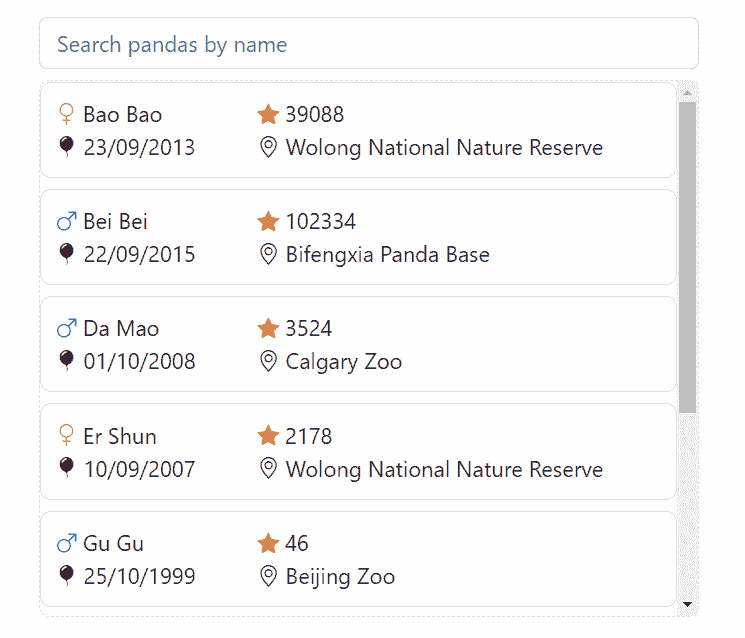 Search pandas by name
Bao Bao 39088
23/09/2013 Wolong National Nature Reserve
Bei Bei 102334
22/09/2015 Bifengxia Panda Base
Da Mao 3524
01/10/2008 Calgary Zoo
Er Shun 2178
10/09/2007 Wolong National Nature Reserve
Gu Gu 46
25/10/1999 Beijing Zoo